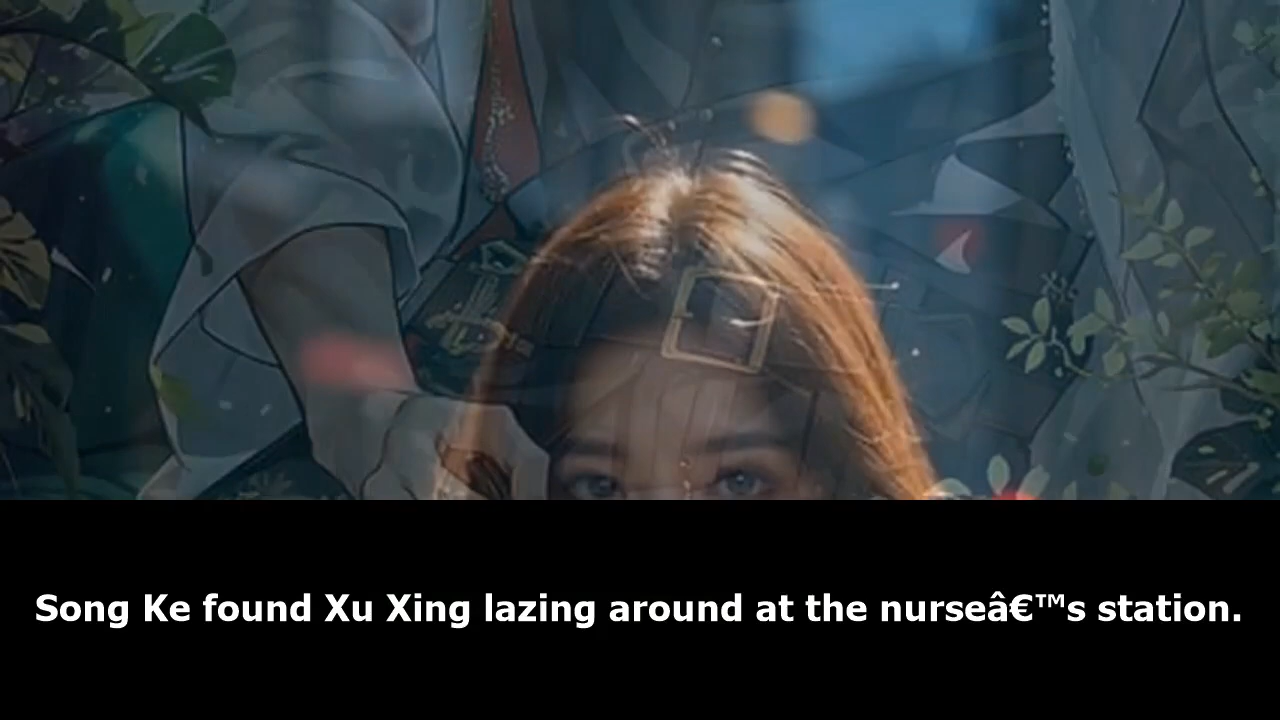 Song Ke found Xu Xing lazing around at the nurseâ€™s station.